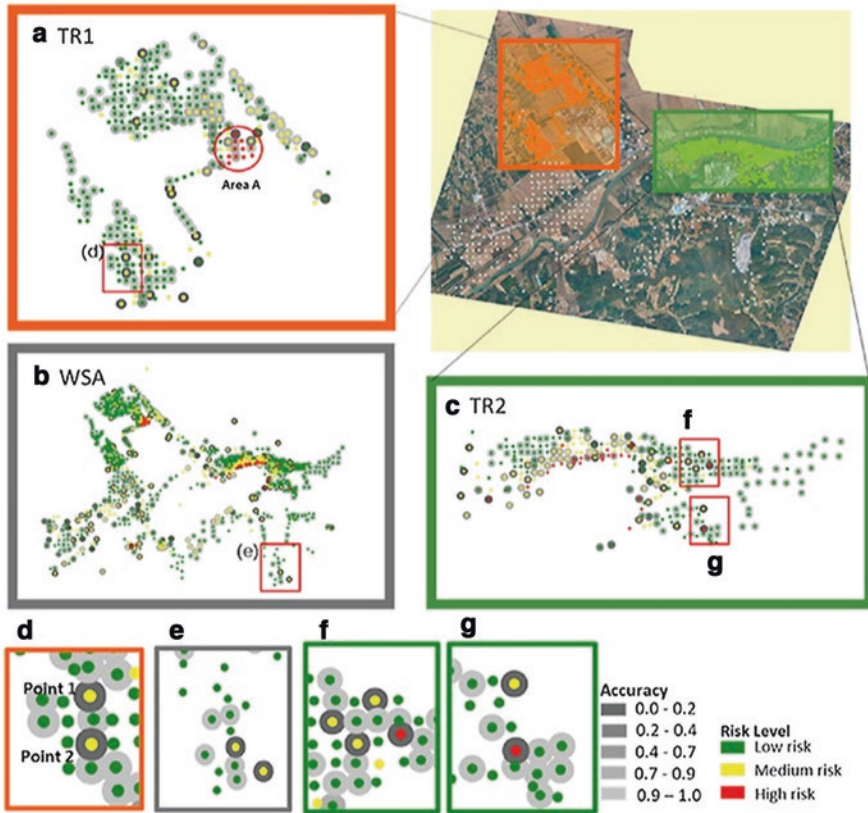 a TR1
Area A
(d)
b WSA
(e)
c TR2
f
g
d
e
f
g
Point 1
Point 2
Accuracy
0.0 - 0.2
0.2 - 0.4
0.4 - 0.7
0.7 - 0.9
0.9 – 1.0
Risk Level
Low risk
Medium risk
High risk